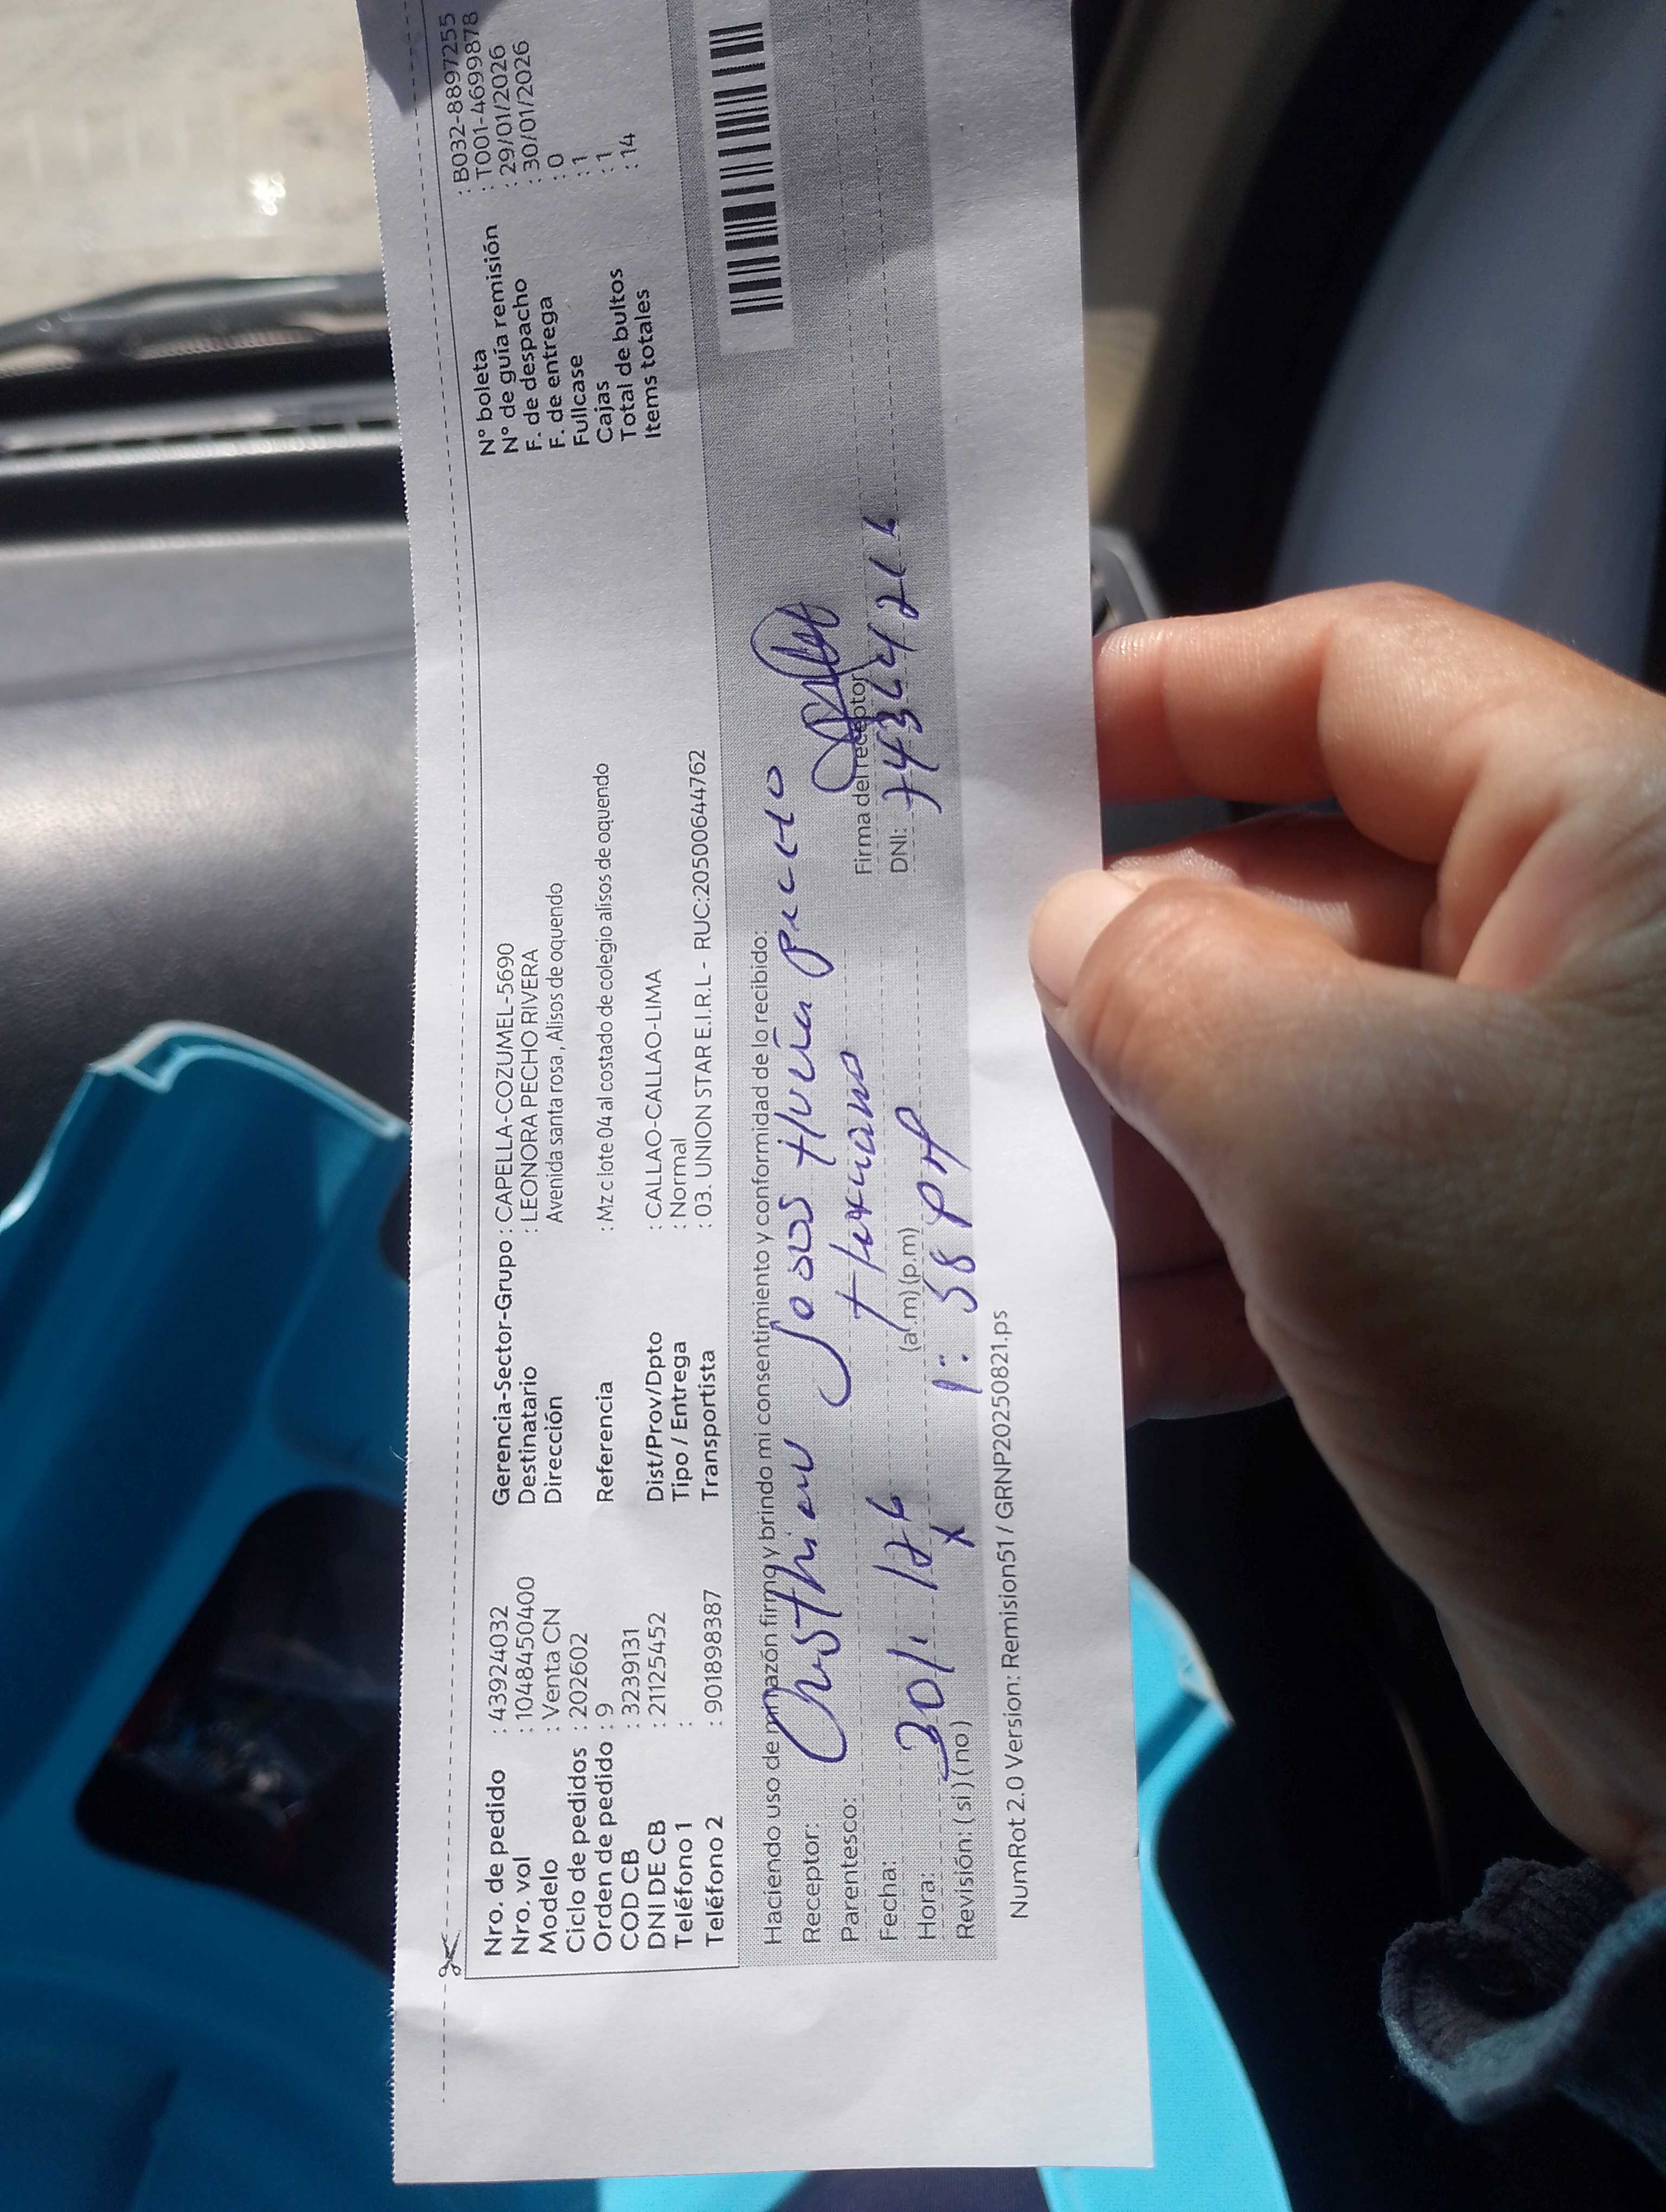 Nro. de pedido : 43924032
Nro. vol : 1048450400
Modelo : Venta CN
Ciclo de pedidos : 202602
Orden de pedido : 9
COD CB : 3239131
DNI DE CB : 21125452
Teléfono 1 :
Teléfono 2 : 901898387
Gerencia-Sector-Grupo : CAPELLA-COZUMEL-5690
Destinatario : LEONORA PECHO RIVERA
Dirección Avenida santa rosa , Alisos de oquendo
Referencia : Mz c lote 04 al costado de colegio alisos de oquendo
Dist/Prov/Dpto : CALLAO-CALLAO-LIMA
Tipo / Entrega : Normal
Transportista : 03. UNION STAR E.I.R.L - RUC:20500644762
N° boleta : B032-8897255
N° de guía remisión : T001-4699878
F. de despacho : 29/01/2026
F. de entrega : 30/01/2026
Fullcase : 0
Cajas : 1
Total de bultos : 1
Items totales : 14
Haciendo uso de mi razón firmo y brindo mi consentimiento y conformidad de lo recibido:
Receptor: Christhian pecho
Parentesco: Hermano
Firma del receptor
Fecha: 30/1/26
DNI:
Hora: (a.m) (p.m) 1:58 PM
Revisión: ( si ) ( no ) x
NumRot 2.0 Version: Remision51 / GRNP20250821.ps